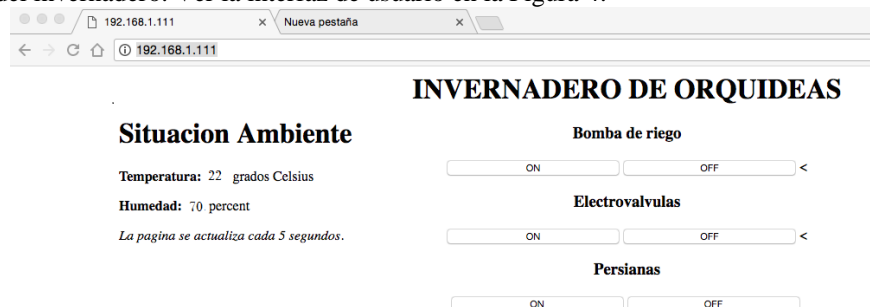 del invernadero. Ver la interfaz de usuario en la Figura 4.
192.168.1.111 × Nueva pestaña ×
192.168.1.111
INVERNADERO DE ORQUIDEAS
Situacion Ambiente
Temperatura: 22 grados Celsius
Humedad: 70 percent
La pagina se actualiza cada 5 segundos.
Bomba de riego
ON OFF <
Electrovalvulas
ON OFF <
Persianas
ON OFF